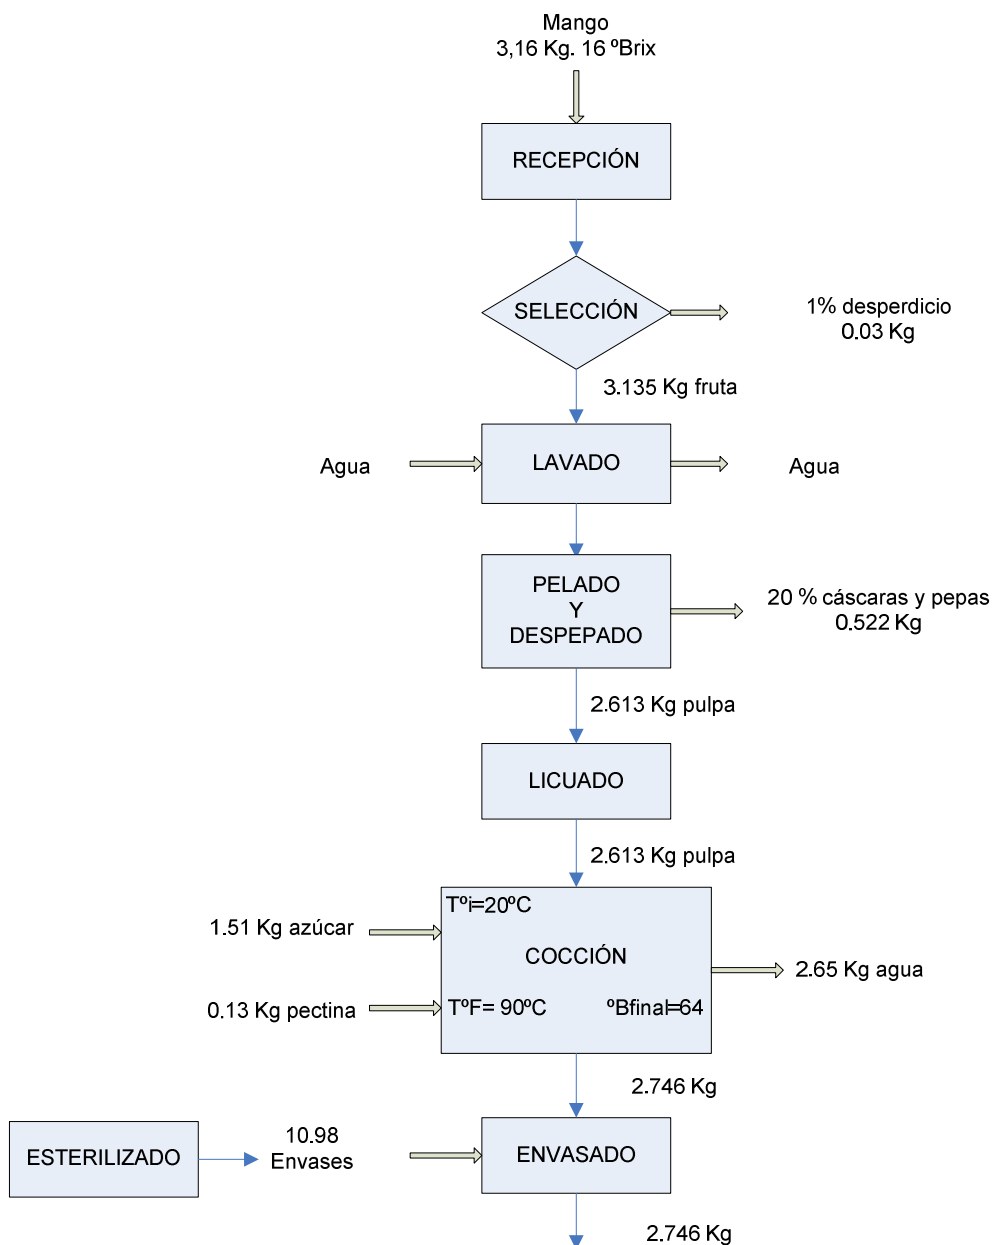 Mango
3,16 Kg. 16 ºBrix
RECEPCIÓN
SELECCIÓN
1% desperdicio
0.03 Kg
3.135 Kg fruta
Agua
LAVADO
Agua
PELADO
Y
DESPEPADO
20 % cáscaras y pepas
0.522 Kg
2.613 Kg pulpa
LICUADO
2.613 Kg pulpa
Tºi=20ºC
1.51 Kg azúcar
COCCIÓN
2.65 Kg agua
0.13 Kg pectina
TºF= 90ºC ºBfinal=64
2.746 Kg
ESTERILIZADO
10.98
Envases
ENVASADO
2.746 Kg